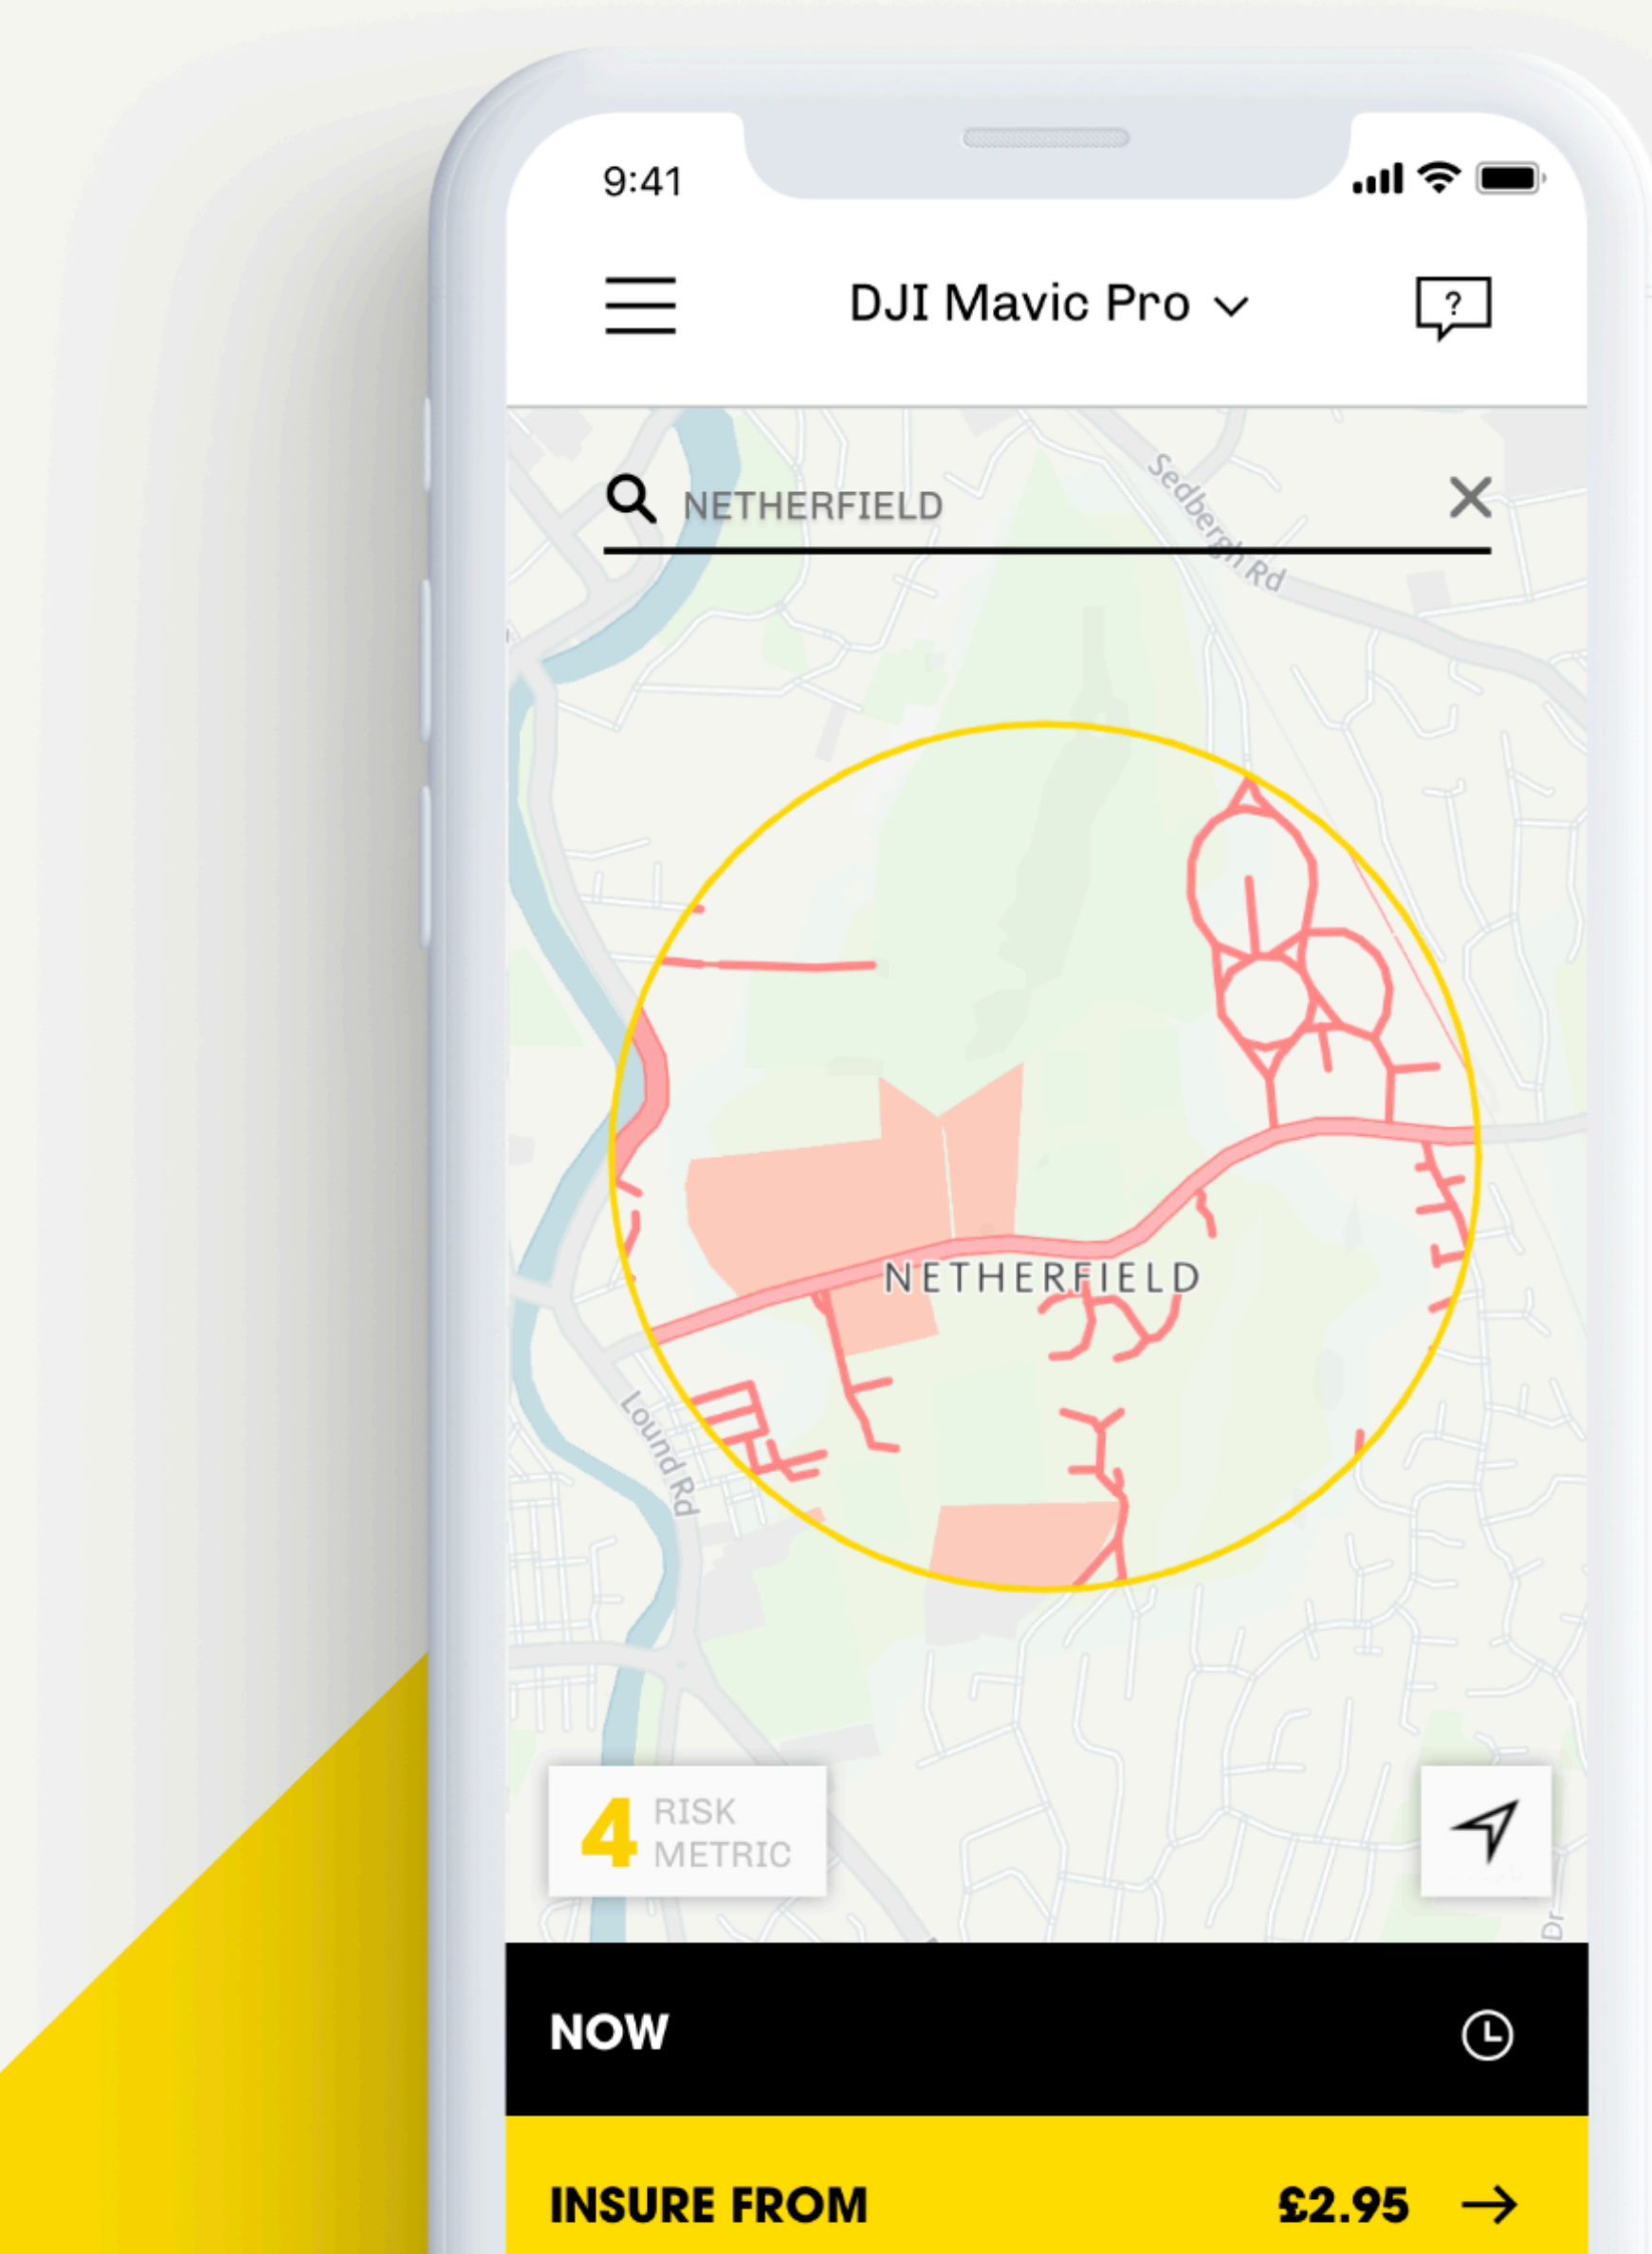 9:41
DJI Mavic Pro
?
NETHERFIELD
Sedbergh Rd
NETHERFIELD
Lound Rd
4 RISK
METRIC
Dr
NOW
INSURE FROM £2.95